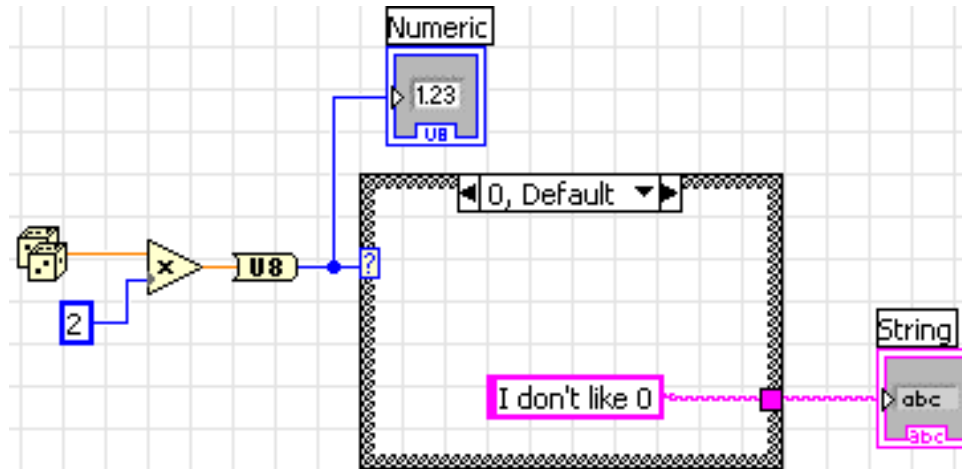 Numeric
1.23
U8
0, Default
×
U8
?
2
String
I don't like 0
abc
abc